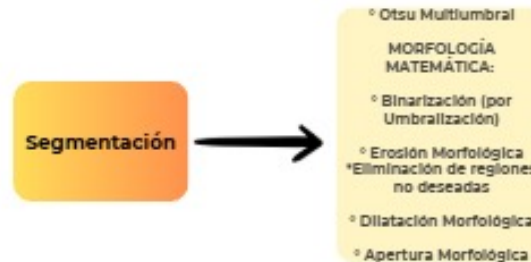 Segmentación
° Otsu Multiumbral
MORFOLOGÍA
MATEMÁTICA:
° Binarización (por
Umbralización)
° Erosión Morfológica
*Eliminación de regiones
no deseadas
° Dilatación Morfológica
° Apertura Morfológica